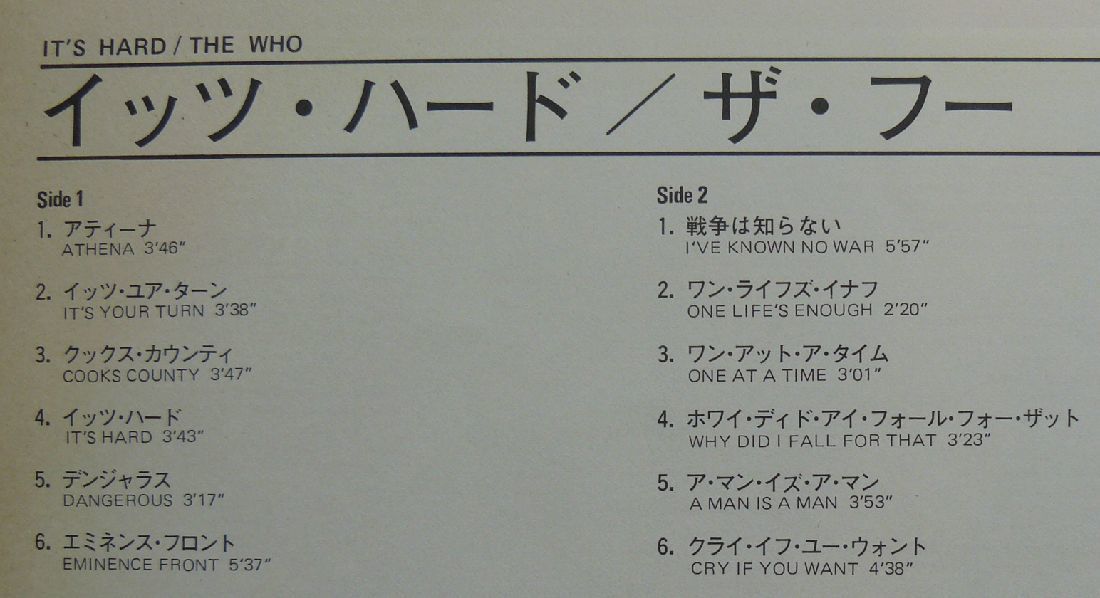 IT'S HARD / THE WHO
イッツ・ハード／ザ・フー
Side 1
1. アティーナ
ATHENA 3'46"
2. イッツ・ユア・ターン
IT'S YOUR TURN 3'38"
3. クックス・カウンティ
COOKS COUNTY 3'47"
4. イッツ・ハード
IT'S HARD 3'43"
5. デンジャラス
DANGEROUS 3'17"
6. エミネンス・フロント
EMINENCE FRONT 5'37"
Side 2
1. 戦争は知らない
I'VE KNOWN NO WAR 5'57"
2. ワン・ライフズ・イナフ
ONE LIFE'S ENOUGH 2'20"
3. ワン・アット・ア・タイム
ONE AT A TIME 3'01"
4. ホワイ・ディド・アイ・フォール・フォー・ザット
WHY DID I FALL FOR THAT 3'23"
5. ア・マン・イズ・ア・マン
A MAN IS A MAN 3'53"
6. クライ・イフ・ユー・ウォント
CRY IF YOU WANT 4'38"